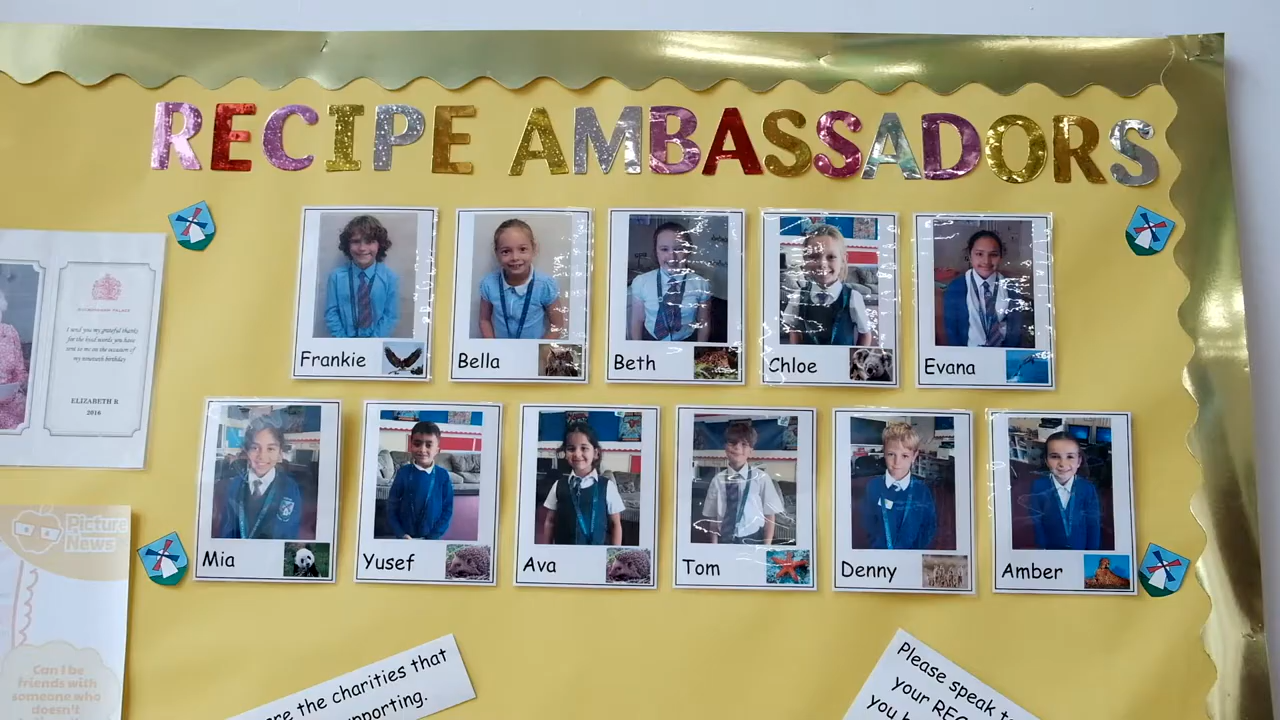 RECIPE AMBASSADORS
Frankie
Bella
Beth
Chloe
Evana
Mia
Yusef
Ava
Tom
Denny
Amber
BUCKINGHAM PALACE
I send you my grateful thanks
for the kind words you have
sent to me on the occasion of
my ninetieth birthday
ELIZABETH R
2016
Picture
News
Can I be
friends with
someone who
doesn't
are the charities that
supporting.
Please speak to
your REC
you